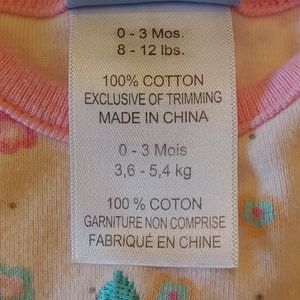 0 - 3 Mos.
8 - 12 lbs.
100% COTTON
EXCLUSIVE OF TRIMMING
MADE IN CHINA
0 - 3 Mois
3,6 - 5,4 kg
100 % COTON
GARNITURE NON COMPRISE
FABRIQUÉ EN CHINE